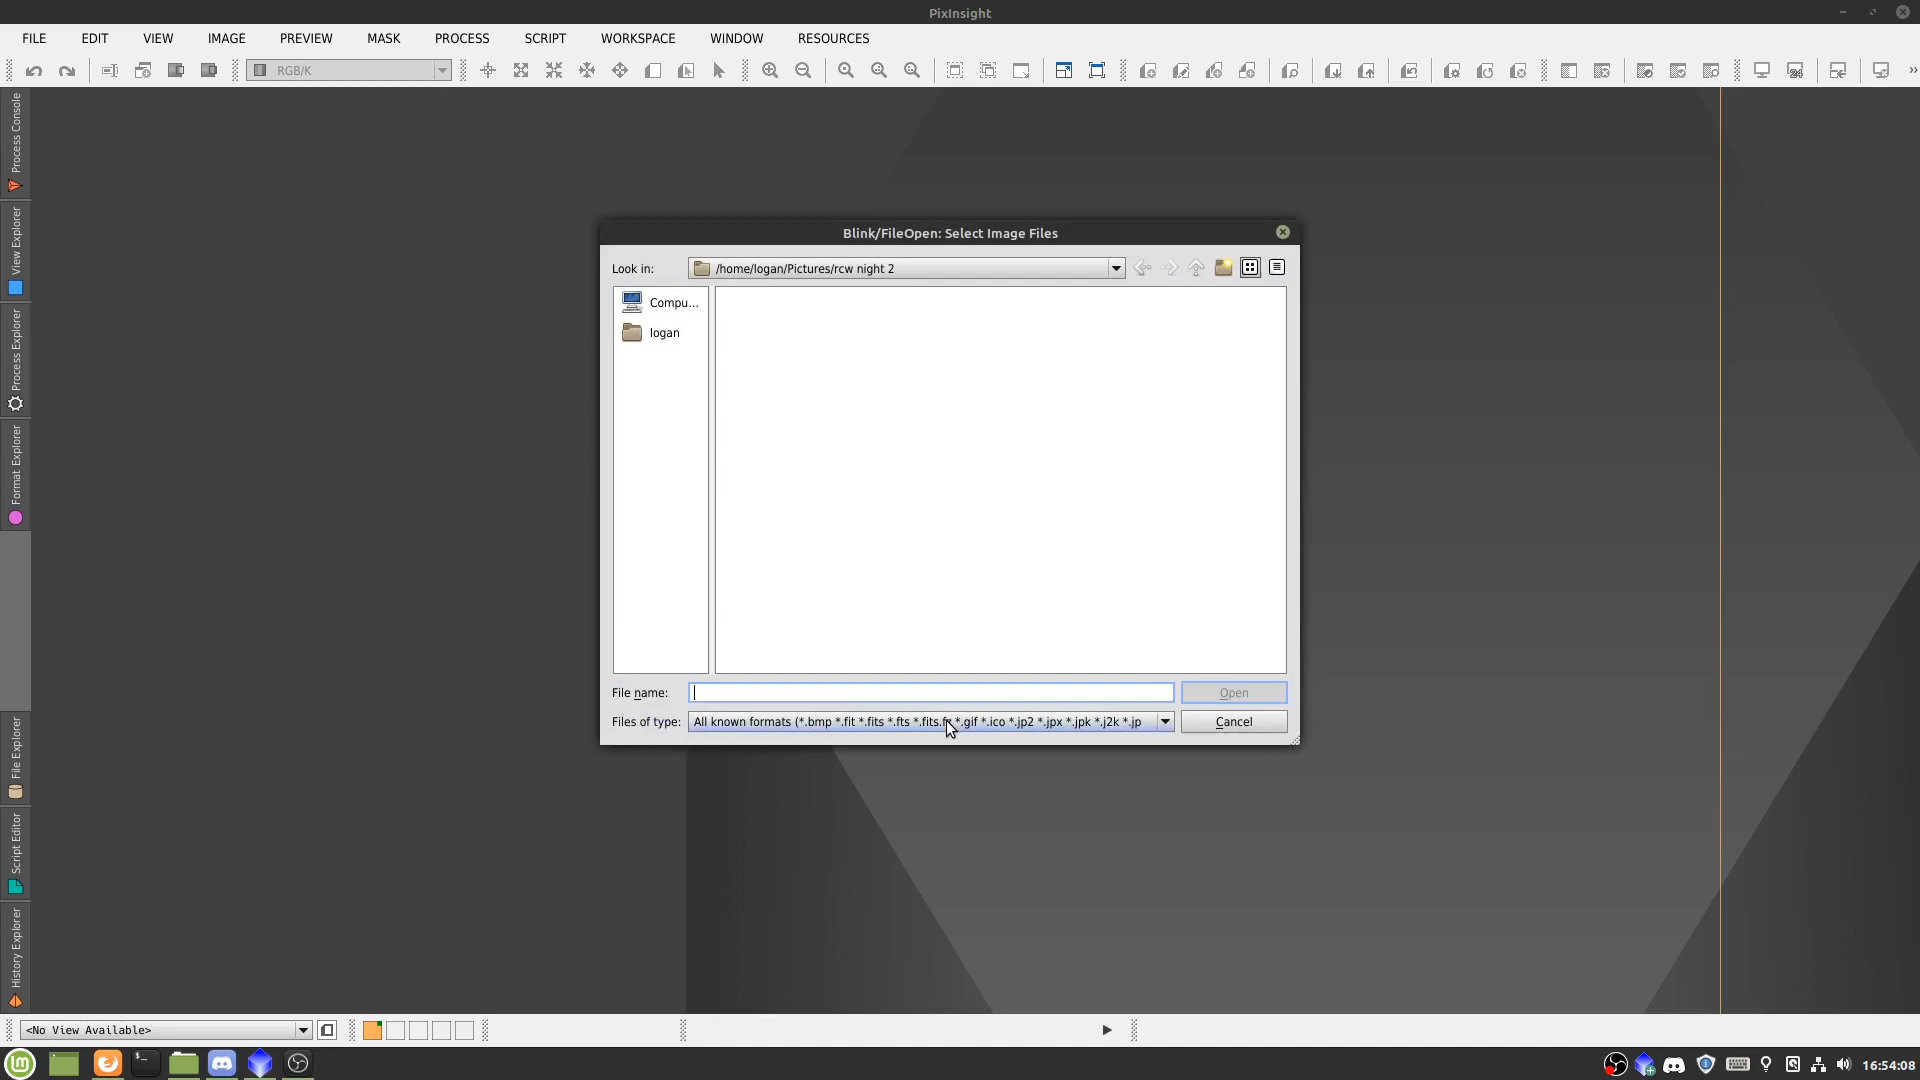 PixInsight
FILE EDIT VIEW IMAGE PREVIEW MASK PROCESS SCRIPT WORKSPACE WINDOW RESOURCES
RGB/K
Process Console
View Explorer
Process Explorer
Format Explorer
File Explorer
Script Editor
History Explorer
Blink/FileOpen: Select Image Files
Look in: /home/logan/Pictures/rcw night 2
Compu...
logan
File name:
Open
Files of type: All known formats (*.bmp *.fit *.fits *.fts *.fits.fz *.gif *.ico *.jp2 *.jpx *.jpk *.j2k *.jp
Cancel
<No View Available>
16:54:08